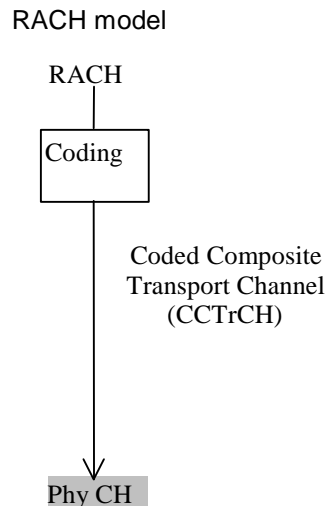 RACH model
RACH
Coding
Coded Composite
Transport Channel
(CCTrCH)
Phy CH